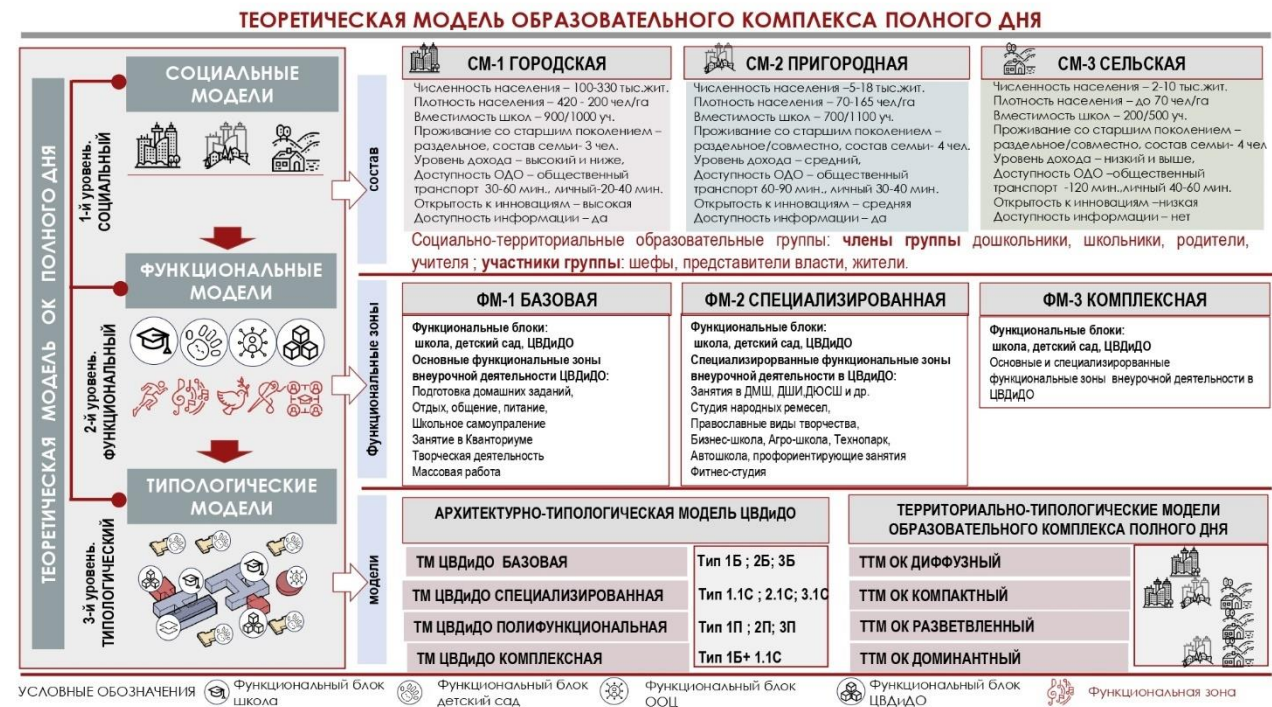 ТЕОРЕТИЧЕСКАЯ МОДЕЛЬ ОБРАЗОВАТЕЛЬНОГО КОМПЛЕКСА ПОЛНОГО ДНЯ
ТЕОРЕТИЧЕСКАЯ МОДЕЛЬ ОК ПОЛНОГО ДНЯ
1-й уровень.
СОЦИАЛЬНЫЙ
СОЦИАЛЬНЫЕ
МОДЕЛИ
2-й уровень.
ФУНКЦИОНАЛЬНЫЙ
ФУНКЦИОНАЛЬНЫЕ
МОДЕЛИ
3-й уровень.
ТИПОЛОГИЧЕСКИЙ
ТИПОЛОГИЧЕСКИЕ
МОДЕЛИ
состав
СМ-1 ГОРОДСКАЯ
Численность населения – 100-330 тыс.жит.
Плотность населения – 420 - 200 чел/га
Вместимость школ – 900/1000 уч.
Проживание со старшим поколением –
раздельное, состав семьи- 3 чел.
Уровень дохода – высокий и ниже,
Доступность ОДО – общественный
транспорт 30-60 мин., личный-20-40 мин.
Открытость к инновациям – высокая
Доступность информации – да
СМ-2 ПРИГОРОДНАЯ
Численность населения –5-18 тыс.жит.
Плотность населения – 70-165 чел/га
Вместимость школ – 700/1100 уч.
Проживание со старшим поколением –
раздельное/совместно, состав семьи- 4 чел.
Уровень дохода – средний,
Доступность ОДО – общественный
транспорт 60-90 мин., личный 30-40 мин.
Открытость к инновациям – средняя
Доступность информации – да
СМ-3 СЕЛЬСКАЯ
Численность населения – 2-10 тыс.жит.
Плотность населения – до 70 чел/га
Вместимость школ – 200/500 уч.
Проживание со старшим поколением –
раздельно/совместно, состав семьи- 4 чел
Уровень дохода – низкий и выше,
Доступность ОДО –общественный
транспорт -120 мин.,личный 40-60 мин.
Открытость к инновациям –низкая
Доступность информации – нет
Социально-территориальные образовательные группы: члены группы дошкольники, школьники, родители,
учителя ; участники группы: шефы, представители власти, жители.
Функциональные зоны
ФМ-1 БАЗОВАЯ
Функциональные блоки:
школа, детский сад, ЦВДиДО
Основные функциональные зоны
внеурочной деятельности ЦВДиДО:
Подготовка домашних заданий,
Отдых, общение, питание,
Школьное самоупраление
Занятие в Кванториуме
Творческая деятельность
Массовая работа
ФМ-2 СПЕЦИАЛИЗИРОВАННАЯ
Функциональные блоки:
школа, детский сад, ЦВДиДО
Специализирорванные функциональные зоны
внеурочной деятельности в ЦВДиДО:
Занятия в ДМШ, ДШИ,ДЮСШ и др.
Студия народных ремесел,
Православные виды творчества,
Бизнес-школа, Агро-школа, Технопарк,
Автошкола, профориентирующие занятия
Фитнес-студия
ФМ-3 КОМПЛЕКСНАЯ
Функциональные блоки:
школа, детский сад, ЦВДиДО
Основные и специализирорванные
функциональные зоны внеурочной деятельности в
ЦВДиДО
модели
АРХИТЕКТУРНО-ТИПОЛОГИЧЕСКАЯ МОДЕЛЬ ЦВДиДО
ТМ ЦВДиДО БАЗОВАЯ
Тип 1Б ; 2Б; 3Б
ТМ ЦВДиДО СПЕЦИАЛИЗИРОВАННАЯ
Тип 1.1С ; 2.1С; 3.1С
ТМ ЦВДиДО ПОЛИФУНКЦИОНАЛЬНАЯ
Тип 1П ; 2П; 3П
ТМ ЦВДиДО КОМПЛЕКСНАЯ
Тип 1Б+ 1.1С
ТЕРРИТОРИАЛЬНО-ТИПОЛОГИЧЕСКИЕ МОДЕЛИ
ОБРАЗОВАТЕЛЬНОГО КОМПЛЕКСА ПОЛНОГО ДНЯ
ТТМ ОК ДИФФУЗНЫЙ
ТТМ ОК КОМПАКТНЫЙ
ТТМ ОК РАЗВЕТВЛЕННЫЙ
ТТМ ОК ДОМИНАНТНЫЙ
УСЛОВНЫЕ ОБОЗНАЧЕНИЯ
Функциональный блок
школа
Функциональный блок
детский сад
Функциональный блок
ООЦ
Функциональный блок
ЦВДиДО
Функциональная зона